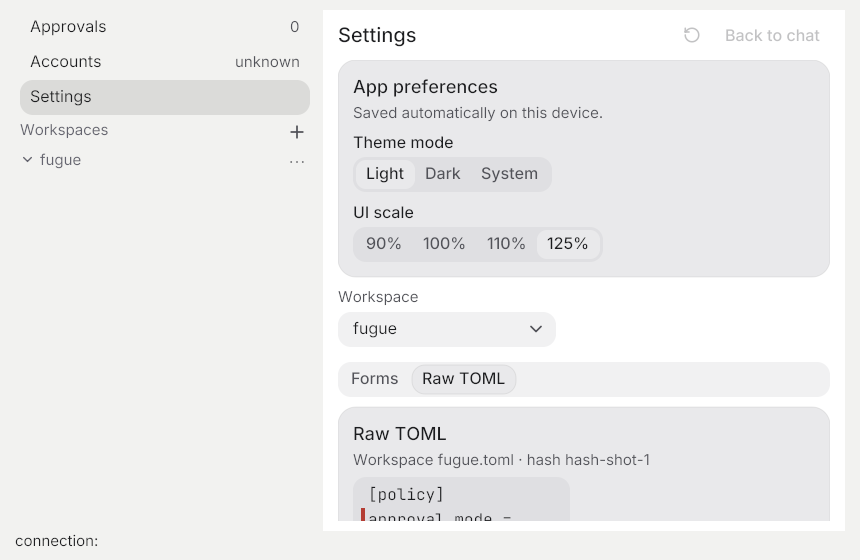 Approvals 0
Accounts unknown
Settings
Workspaces +
fugue ...
connection:
Settings Back to chat
App preferences
Saved automatically on this device.
Theme mode
Light Dark System
UI scale
90% 100% 110% 125%
Workspace
fugue
Forms Raw TOML
Raw TOML
Workspace fugue.toml · hash hash-shot-1
[policy]
approval_mode =